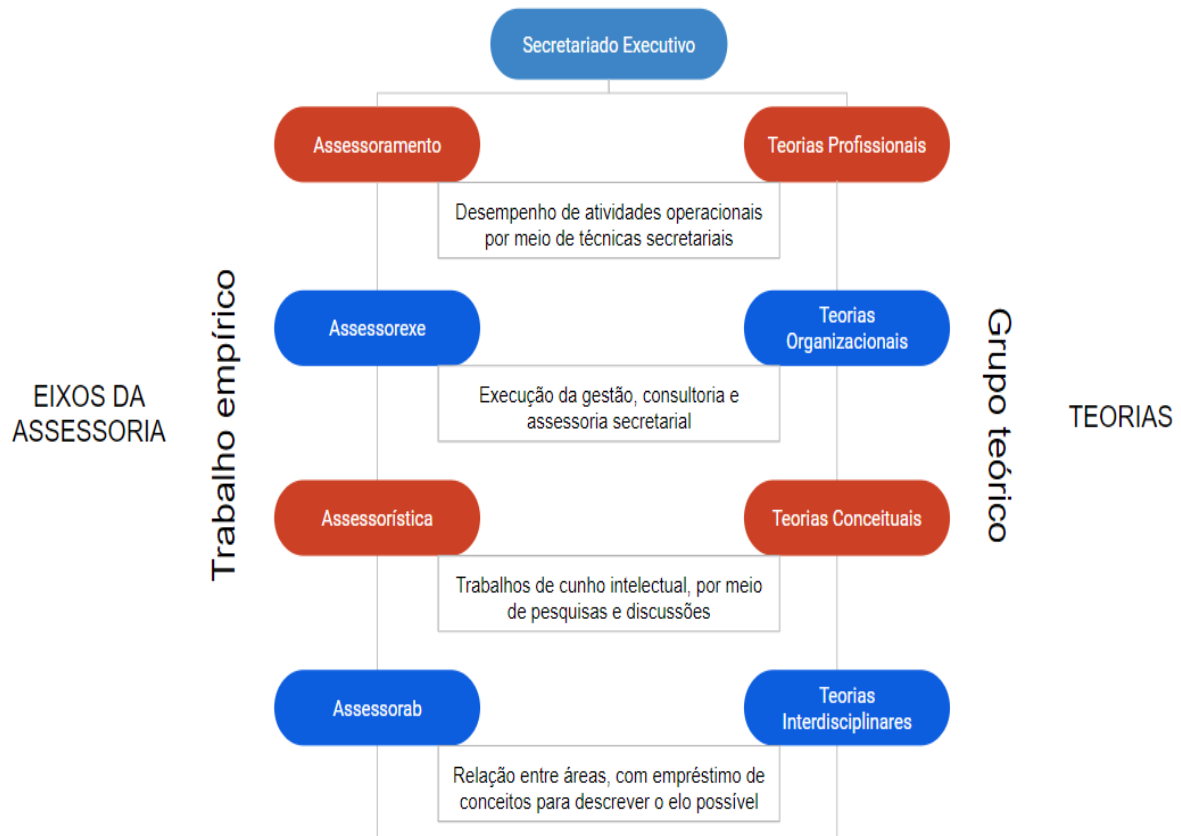 Secretariado Executivo
Assessoramento
Teorias Profissionais
Desempenho de atividades operacionais
por meio de técnicas secretariais
Assessorexe
Teorias
Organizacionais
Execução da gestão, consultoria e
assessoria secretarial
EIXOS DA
ASSESSORIA
Trabalho empírico
Grupo teórico
TEORIAS
Assessorística
Teorias Conceituais
Trabalhos de cunho intelectual, por meio
de pesquisas e discussões
Assessorab
Teorias
Interdisciplinares
Relação entre áreas, com empréstimo de
conceitos para descrever o elo possível